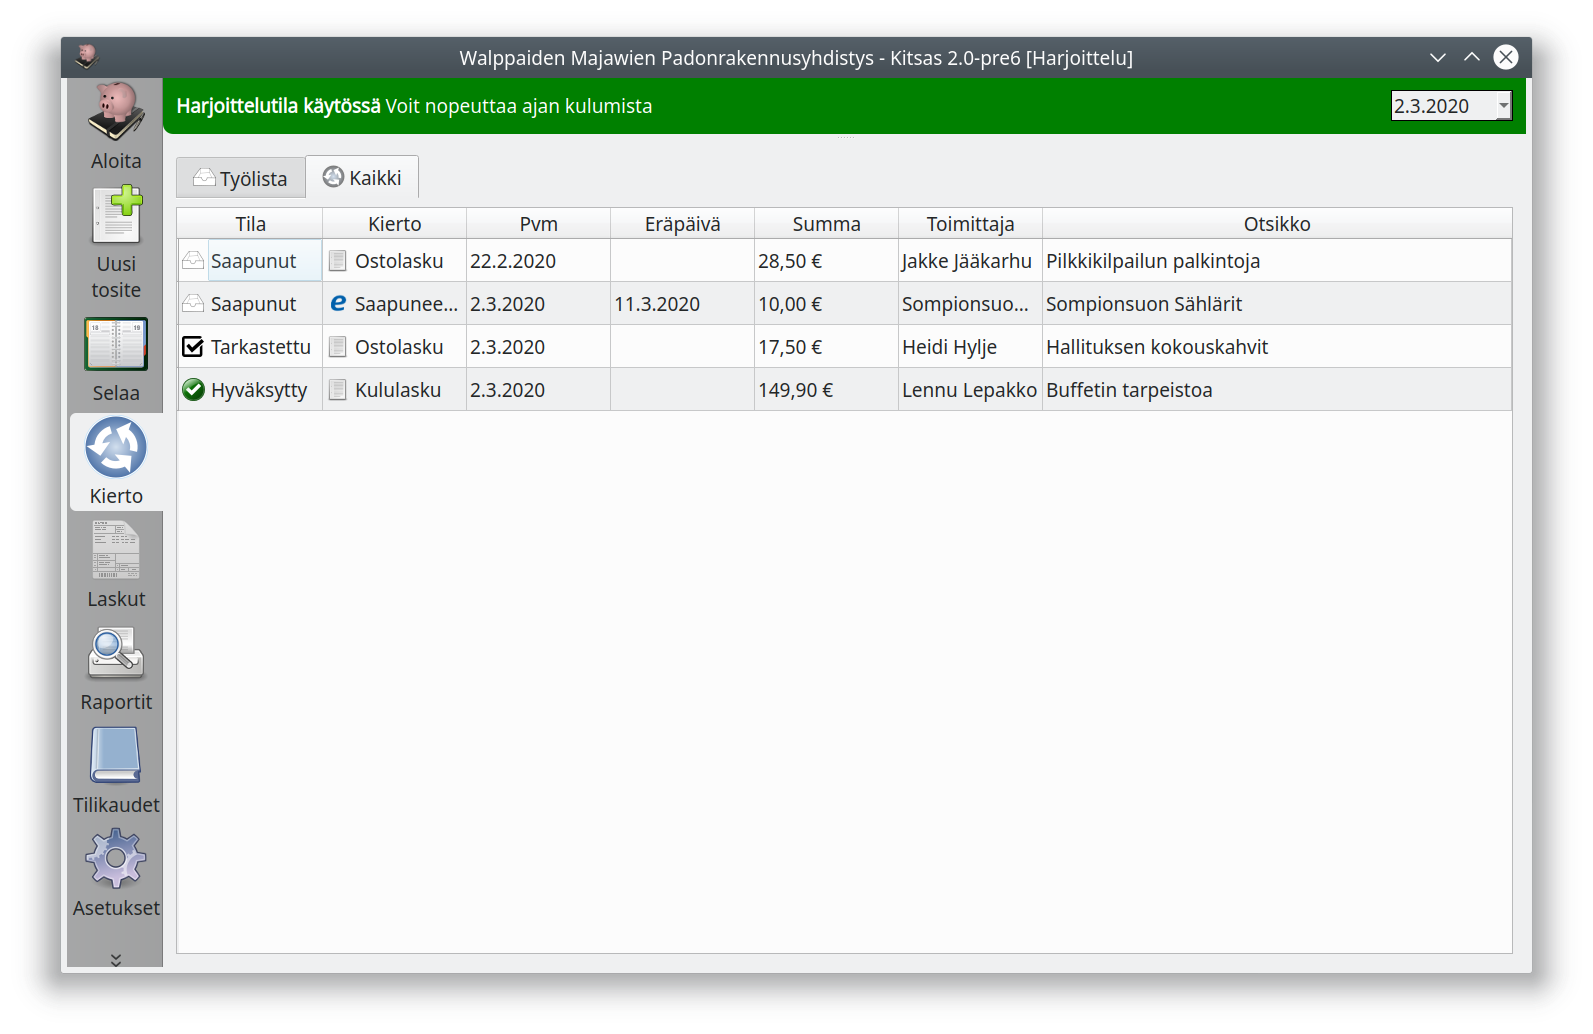 Walppaiden Majawien Padonrakennusyhdistys - Kitsas 2.0-pre6 [Harjoittelu]
Harjoittelutila käytössä Voit nopeuttaa ajan kulumista
2.3.2020
Aloita
Uusi
tosite
Selaa
Kierto
Laskut
Raportit
Tilikaudet
Asetukset
Työlista
Kaikki
Tila Kierto Pvm Eräpäivä Summa Toimittaja Otsikko
Saapunut Ostolasku 22.2.2020 28,50 € Jakke Jääkarhu Pilkkikilpailun palkintoja
Saapunut Saapunee... 2.3.2020 11.3.2020 10,00 € Sompionsuo... Sompionsuon Sählärit
Tarkastettu Ostolasku 2.3.2020 17,50 € Heidi Hylje Hallituksen kokouskahvit
Hyväksytty Kululasku 2.3.2020 149,90 € Lennu Lepakko Buffetin tarpeistoa